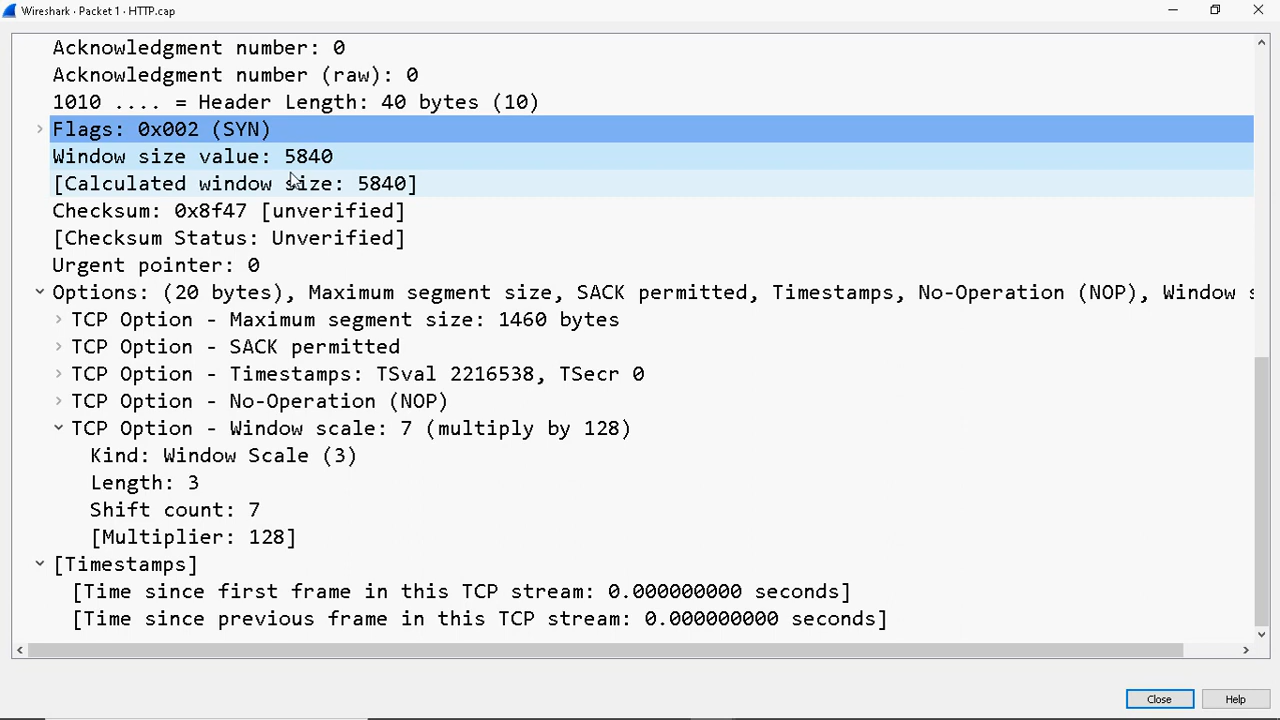 Wireshark · Packet 1 · HTTP.cap
Acknowledgment number: 0
Acknowledgment number (raw): 0
1010 .... = Header Length: 40 bytes (10)
Flags: 0x002 (SYN)
Window size value: 5840
[Calculated window size: 5840]
Checksum: 0x8f47 [unverified]
[Checksum Status: Unverified]
Urgent pointer: 0
Options: (20 bytes), Maximum segment size, SACK permitted, Timestamps, No-Operation (NOP), Window s
TCP Option - Maximum segment size: 1460 bytes
TCP Option - SACK permitted
TCP Option - Timestamps: TSval 2216538, TSecr 0
TCP Option - No-Operation (NOP)
TCP Option - Window scale: 7 (multiply by 128)
Kind: Window Scale (3)
Length: 3
Shift count: 7
[Multiplier: 128]
[Timestamps]
[Time since first frame in this TCP stream: 0.000000000 seconds]
[Time since previous frame in this TCP stream: 0.000000000 seconds]
Close Help